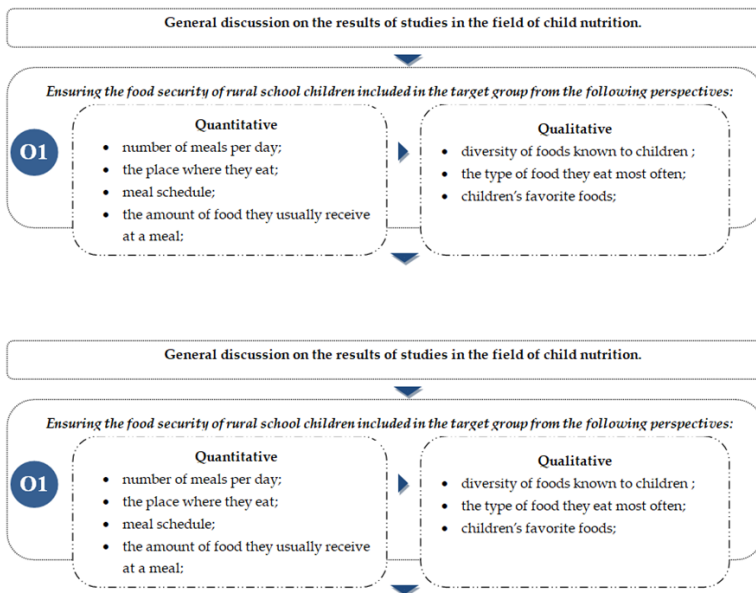 General discussion on the results of studies in the field of child nutrition.
Ensuring the food security of rural school children included in the target group from the following perspectives:
O1
Quantitative
• number of meals per day;
• the place where they eat;
• meal schedule;
• the amount of food they usually receive
at a meal;
Qualitative
• diversity of foods known to children ;
• the type of food they eat most often;
• children's favorite foods;
General discussion on the results of studies in the field of child nutrition.
Ensuring the food security of rural school children included in the target group from the following perspectives:
O1
Quantitative
• number of meals per day;
• the place where they eat;
• meal schedule;
• the amount of food they usually receive
at a meal;
Qualitative
• diversity of foods known to children ;
• the type of food they eat most often;
• children's favorite foods;